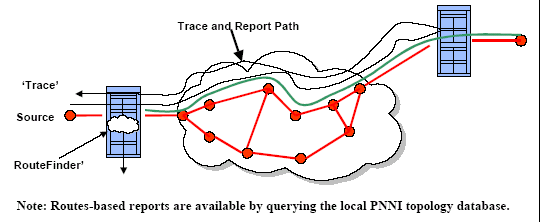 Trace and Report Path
‘Trace’
Source
RouteFinder’
Note: Routes-based reports are available by querying the local PNNI topology database.